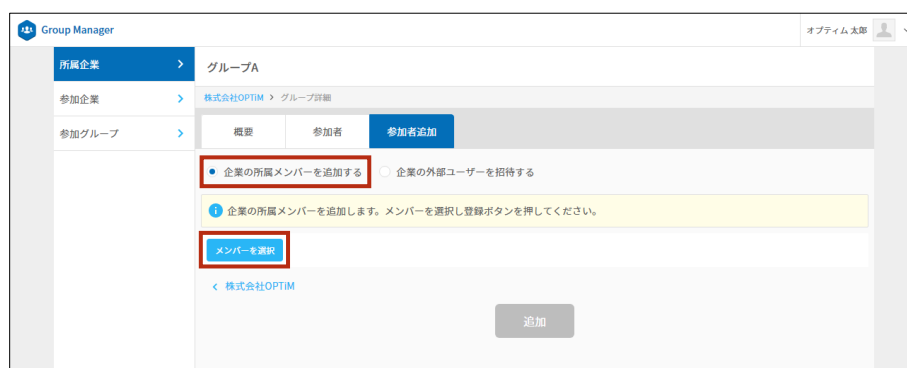 Group Manager
オプティム 太郎
所属企業
参加企業
参加グループ
グループA
株式会社OPTiM > グループ詳細
概要
参加者
参加者追加
企業の所属メンバーを追加する
企業の外部ユーザーを招待する
企業の所属メンバーを追加します。メンバーを選択し登録ボタンを押してください。
メンバーを選択
< 株式会社OPTiM
追加